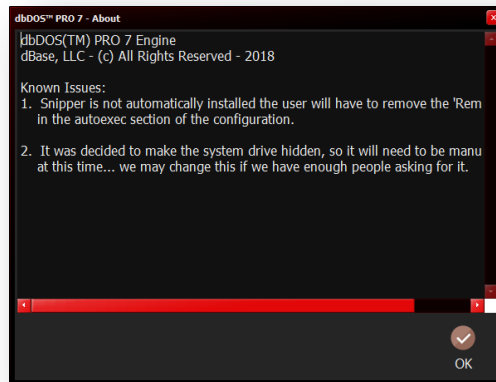 dbDOS™ PRO 7 - About
dbDOS(TM) PRO 7 Engine
dBase, LLC - (c) All Rights Reserved - 2018
Known Issues:
1. Snipper is not automatically installed the user will have to remove the 'Rem
in the autoexec section of the configuration.
2. It was decided to make the system drive hidden, so it will need to be manu
at this time... we may change this if we have enough people asking for it.
OK